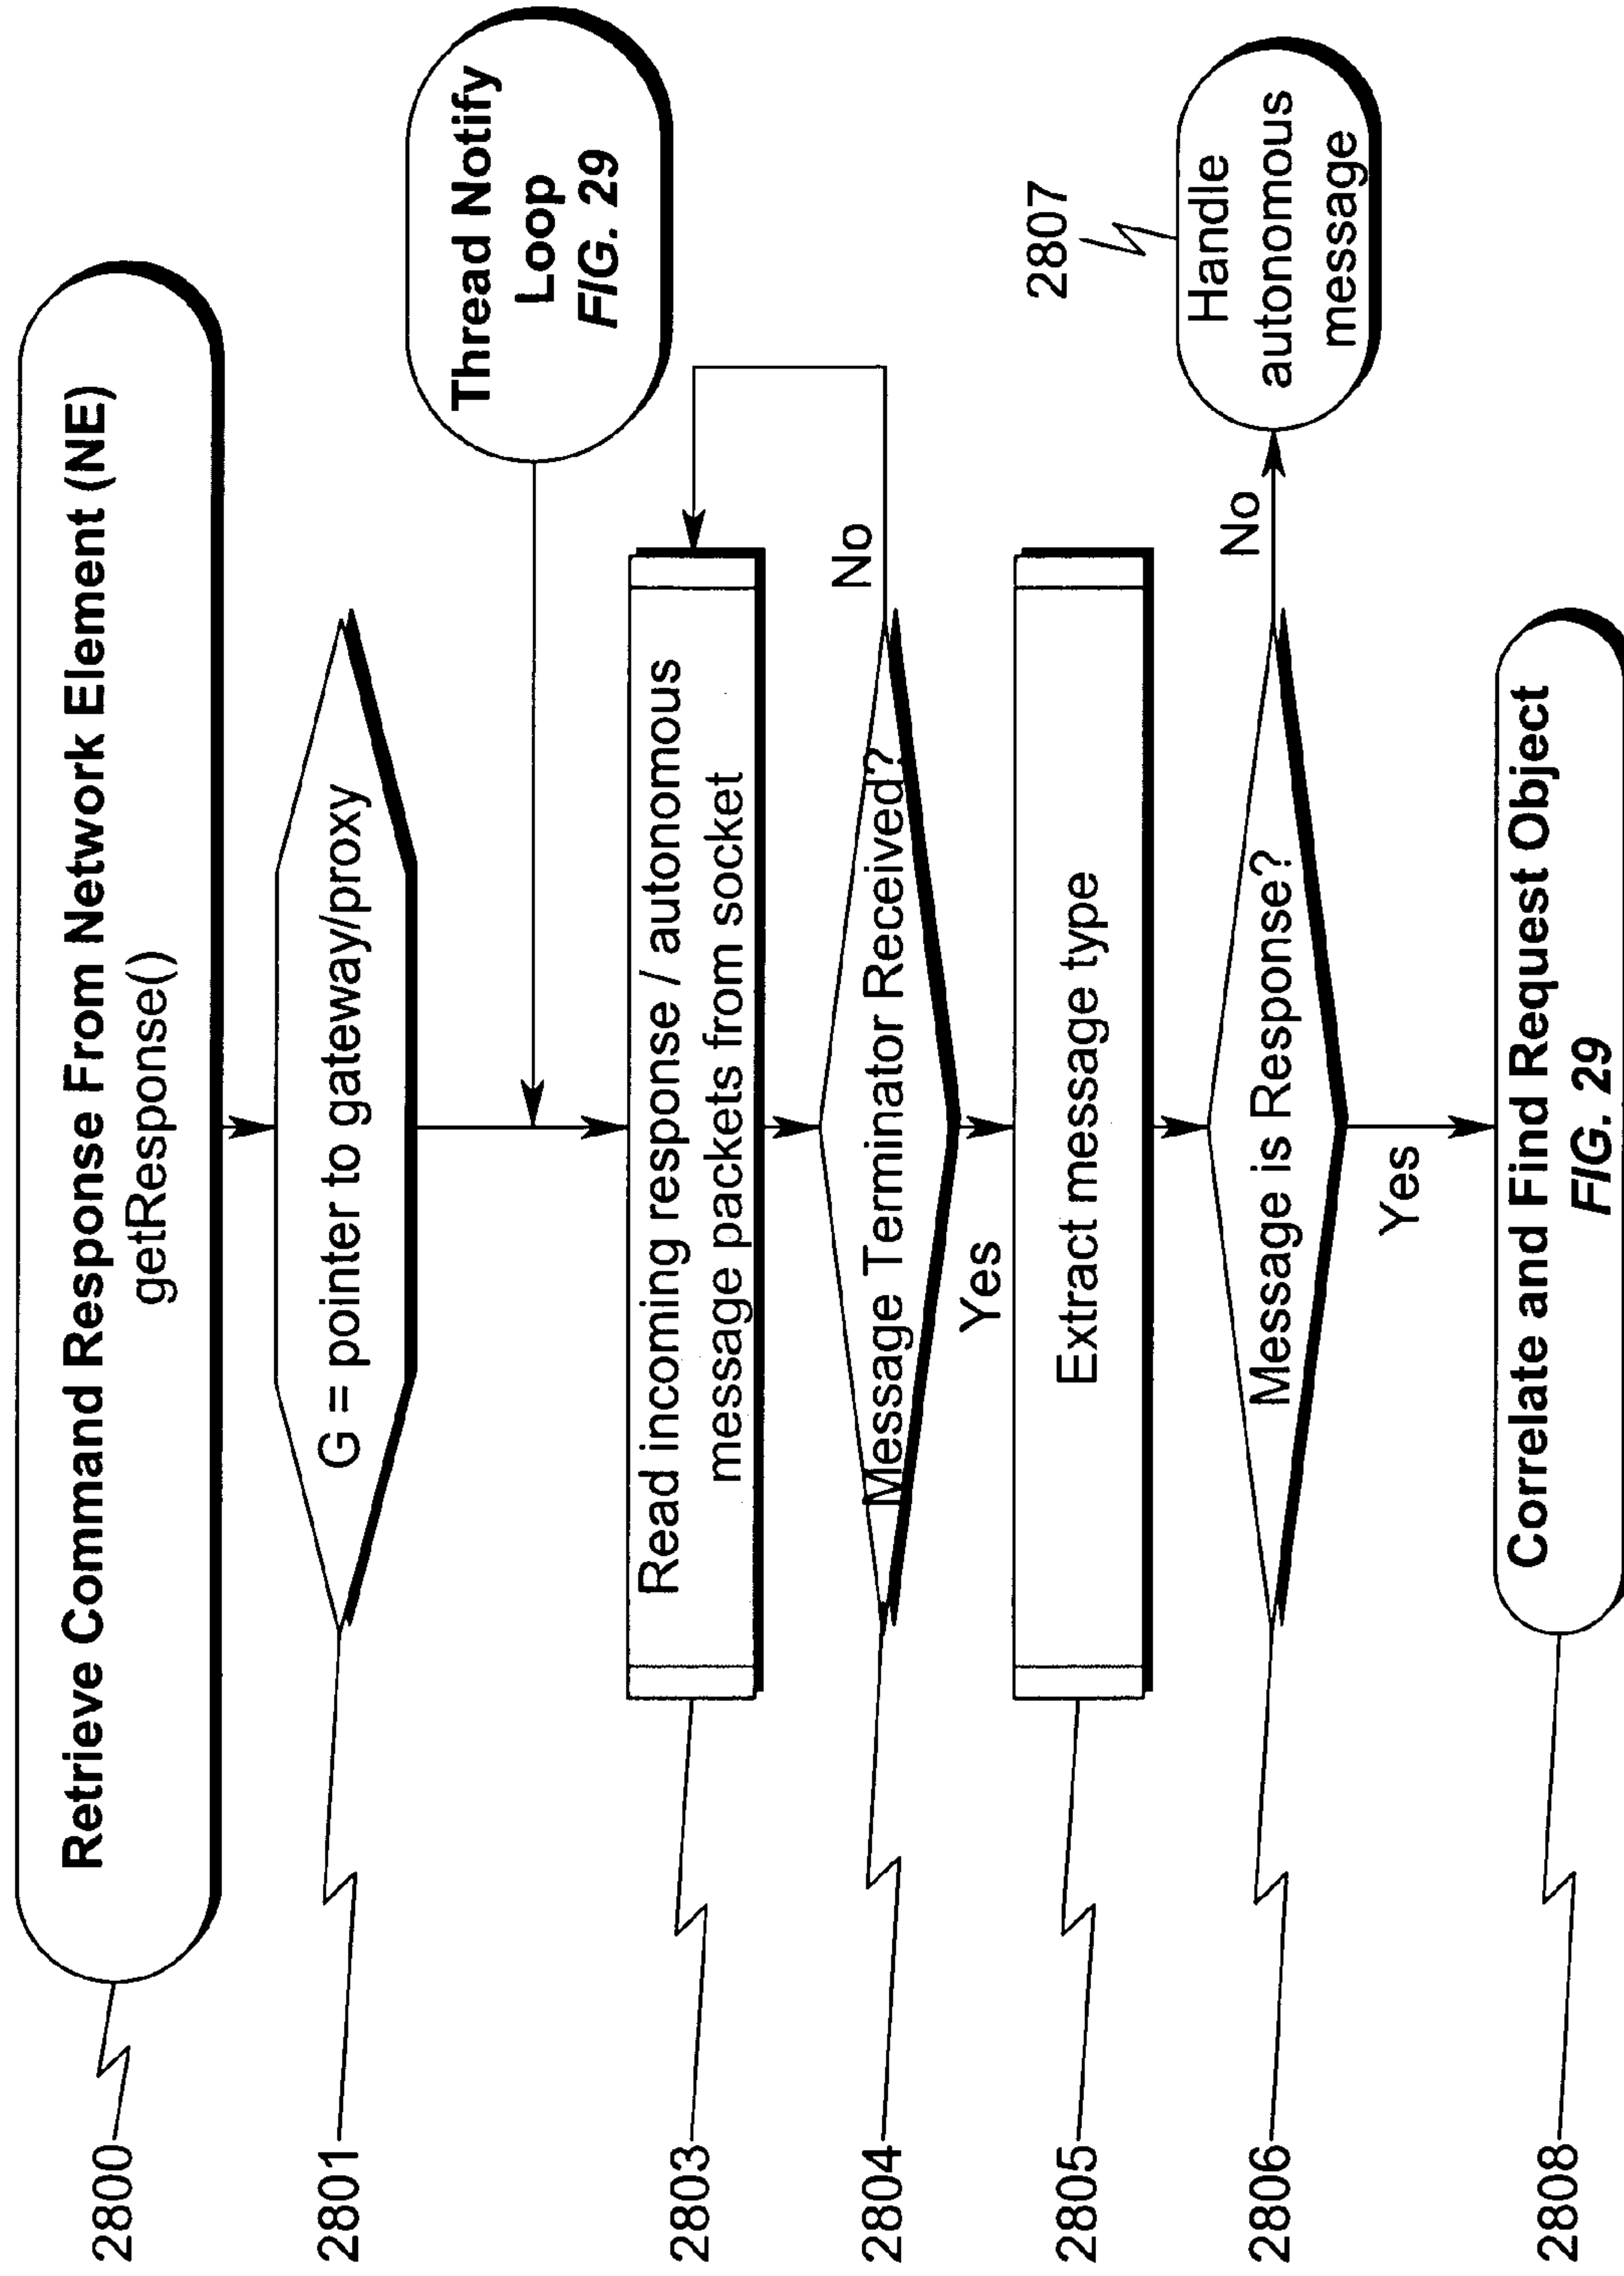 2800
Retrieve Command Response From Network Element (NE)
getResponse()
2801
G = pointer to gateway/proxy
Thread Notify
Loop
FIG. 29
2803
Read incoming response / autonomous
message packets from socket
2804
Message Terminator Received?
No
Yes
2805
Extract message type
2806
Message is Response?
No
2807
Handle
autonomous
message
Yes
2808
Correlate and Find Request Object
FIG. 29